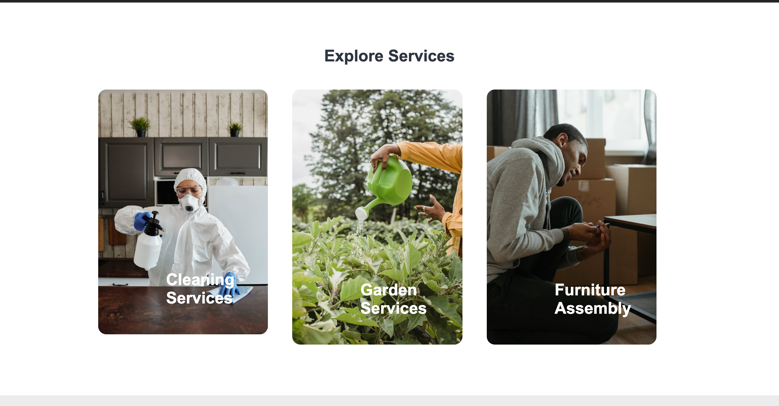 Explore Services
Cleaning
Services
Garden
Services
Furniture
Assembly